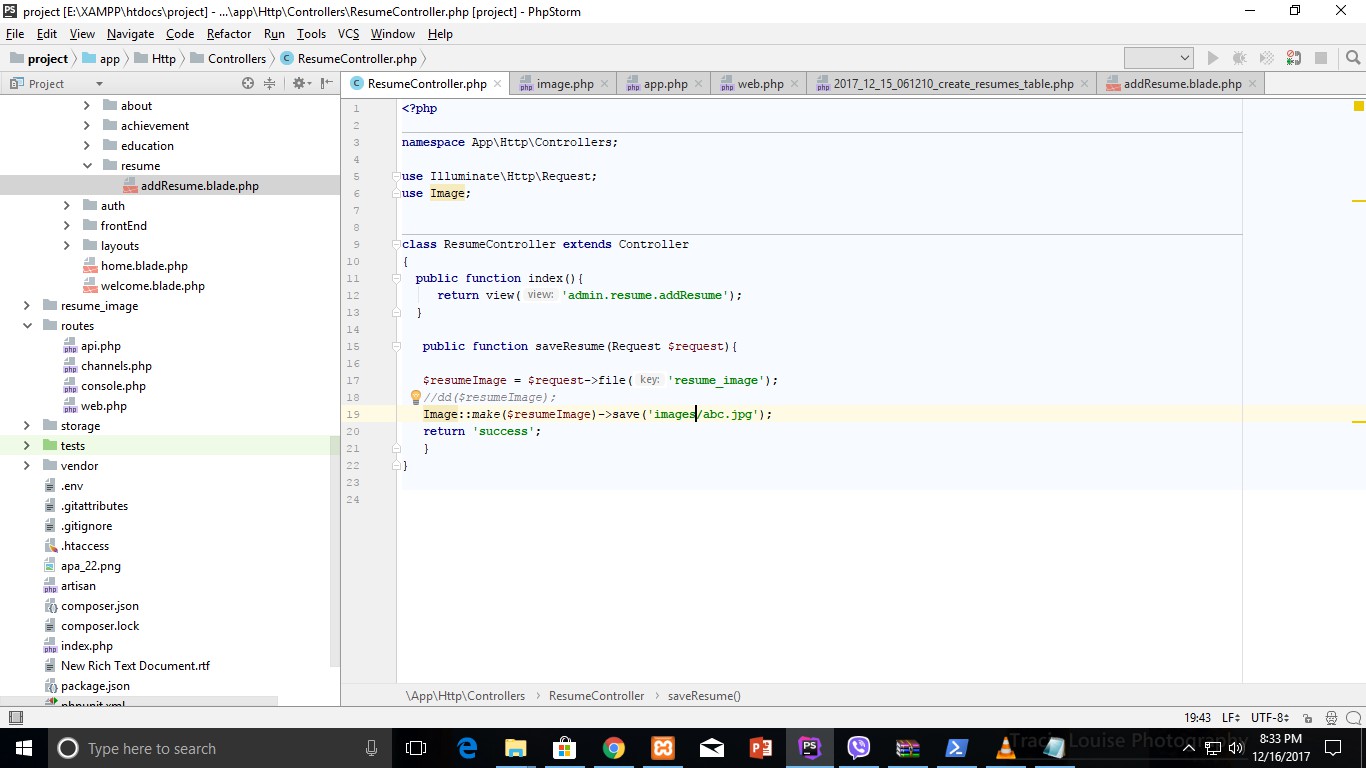 project [E:\XAMPP\htdocs\project] - ...\app\Http\Controllers\ResumeController.php [project] - PhpStorm
File Edit View Navigate Code Refactor Run Tools VCS Window Help
project app Http Controllers ResumeController.php
Project
ResumeController.php image.php app.php web.php 2017_12_15_061210_create_resumes_table.php addResume.blade.php
about
achievement
education
resume
addResume.blade.php
auth
frontEnd
layouts
home.blade.php
welcome.blade.php
resume_image
routes
api.php
channels.php
console.php
web.php
storage
tests
vendor
.env
.gitattributes
.gitignore
.htaccess
apa_22.png
artisan
composer.json
composer.lock
index.php
New Rich Text Document.rtf
package.json
phpunit.xml
1 <?php
2
3 namespace App\Http\Controllers;
4
5 use Illuminate\Http\Request;
6 use Image;
7
8
9 class ResumeController extends Controller
10 {
11 public function index(){
12 return view( view: 'admin.resume.addResume');
13 }
14
15 public function saveResume(Request $request){
16
17 $resumeImage = $request->file( key: 'resume_image');
18 //dd($resumeImage);
19 Image::make($resumeImage)->save('images/abc.jpg');
20 return 'success';
21 }
22 }
23
24
\App\Http\Controllers ResumeController saveResume()
19:43 LF UTF-8
Type here to search
Tracie Louise Photography
8:33 PM
12/16/2017